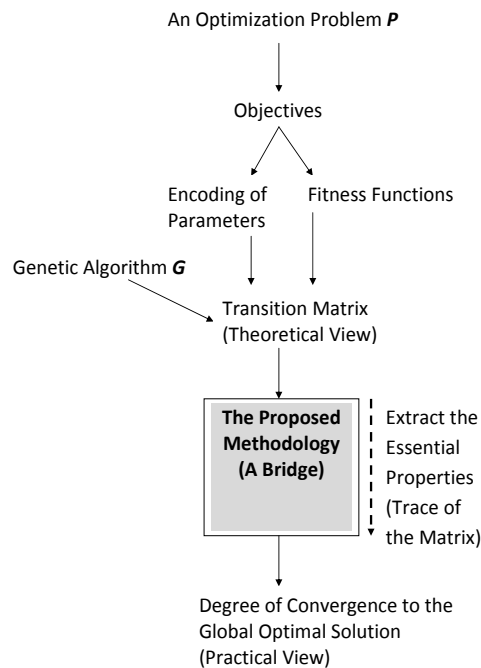 An Optimization Problem P
Objectives
Encoding of
Parameters
Fitness Functions
Genetic Algorithm G
Transition Matrix
(Theoretical View)
The Proposed
Methodology
(A Bridge)
Extract the
Essential
Properties
(Trace of
the Matrix)
Degree of Convergence to the
Global Optimal Solution
(Practical View)